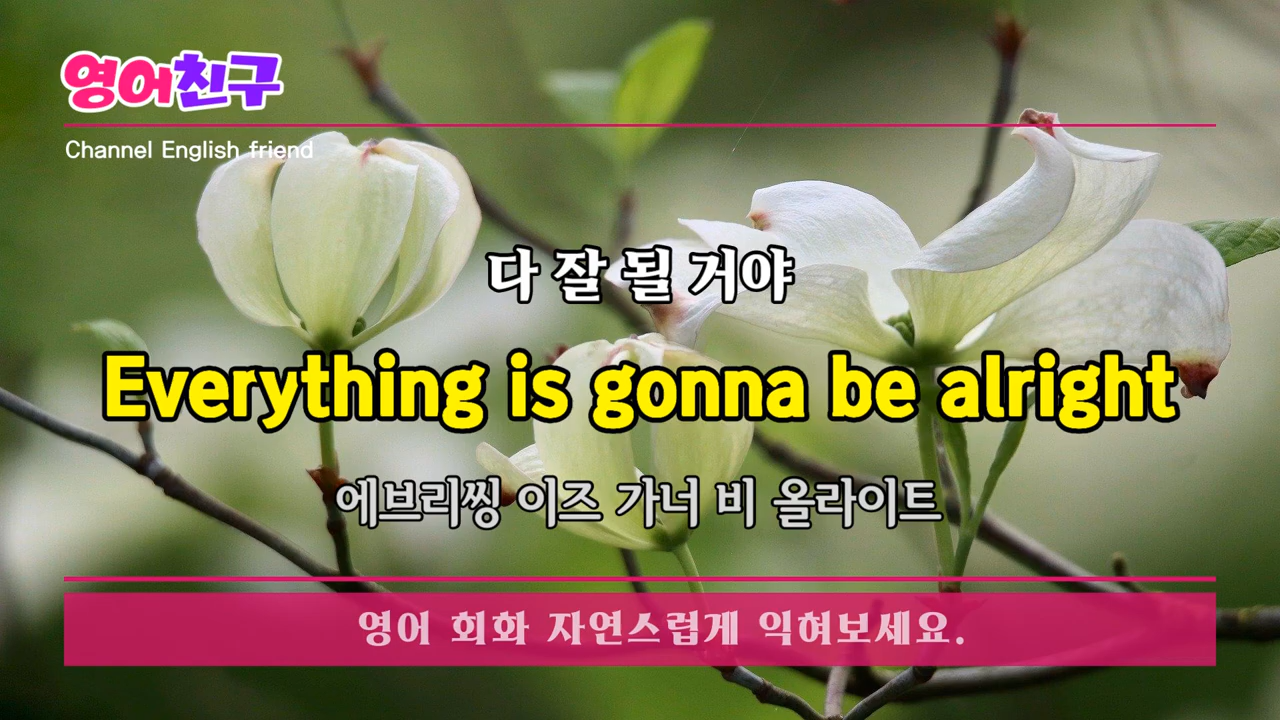 영어친구
Channel English friend
다 잘 될 거야
Everything is gonna be alright
에브리씽 이즈 가너 비 올라이트
영어 회화 자연스럽게 익혀보세요.